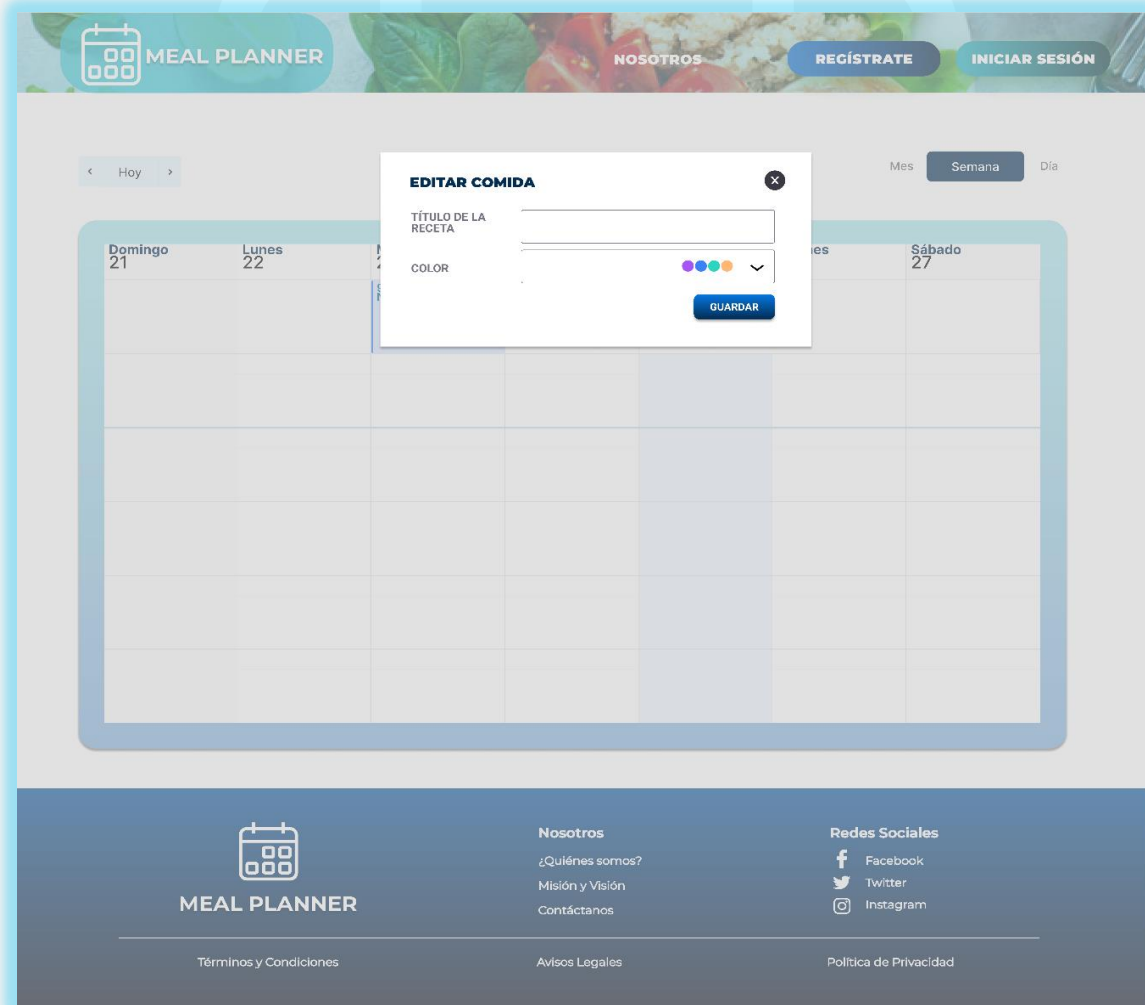 MEAL PLANNER
NOSOTROS
REGÍSTRATE
INICIAR SESIÓN
Hoy
Mes
Semana
Día
EDITAR COMIDA
TÍTULO DE LA
RECETA
COLOR
GUARDAR
Domingo
21
Lunes
22
Sábado
27
MEAL PLANNER
Nosotros
¿Quiénes somos?
Misión y Visión
Contáctanos
Redes Sociales
Facebook
Twitter
Instagram
Términos y Condiciones
Avisos Legales
Política de Privacidad